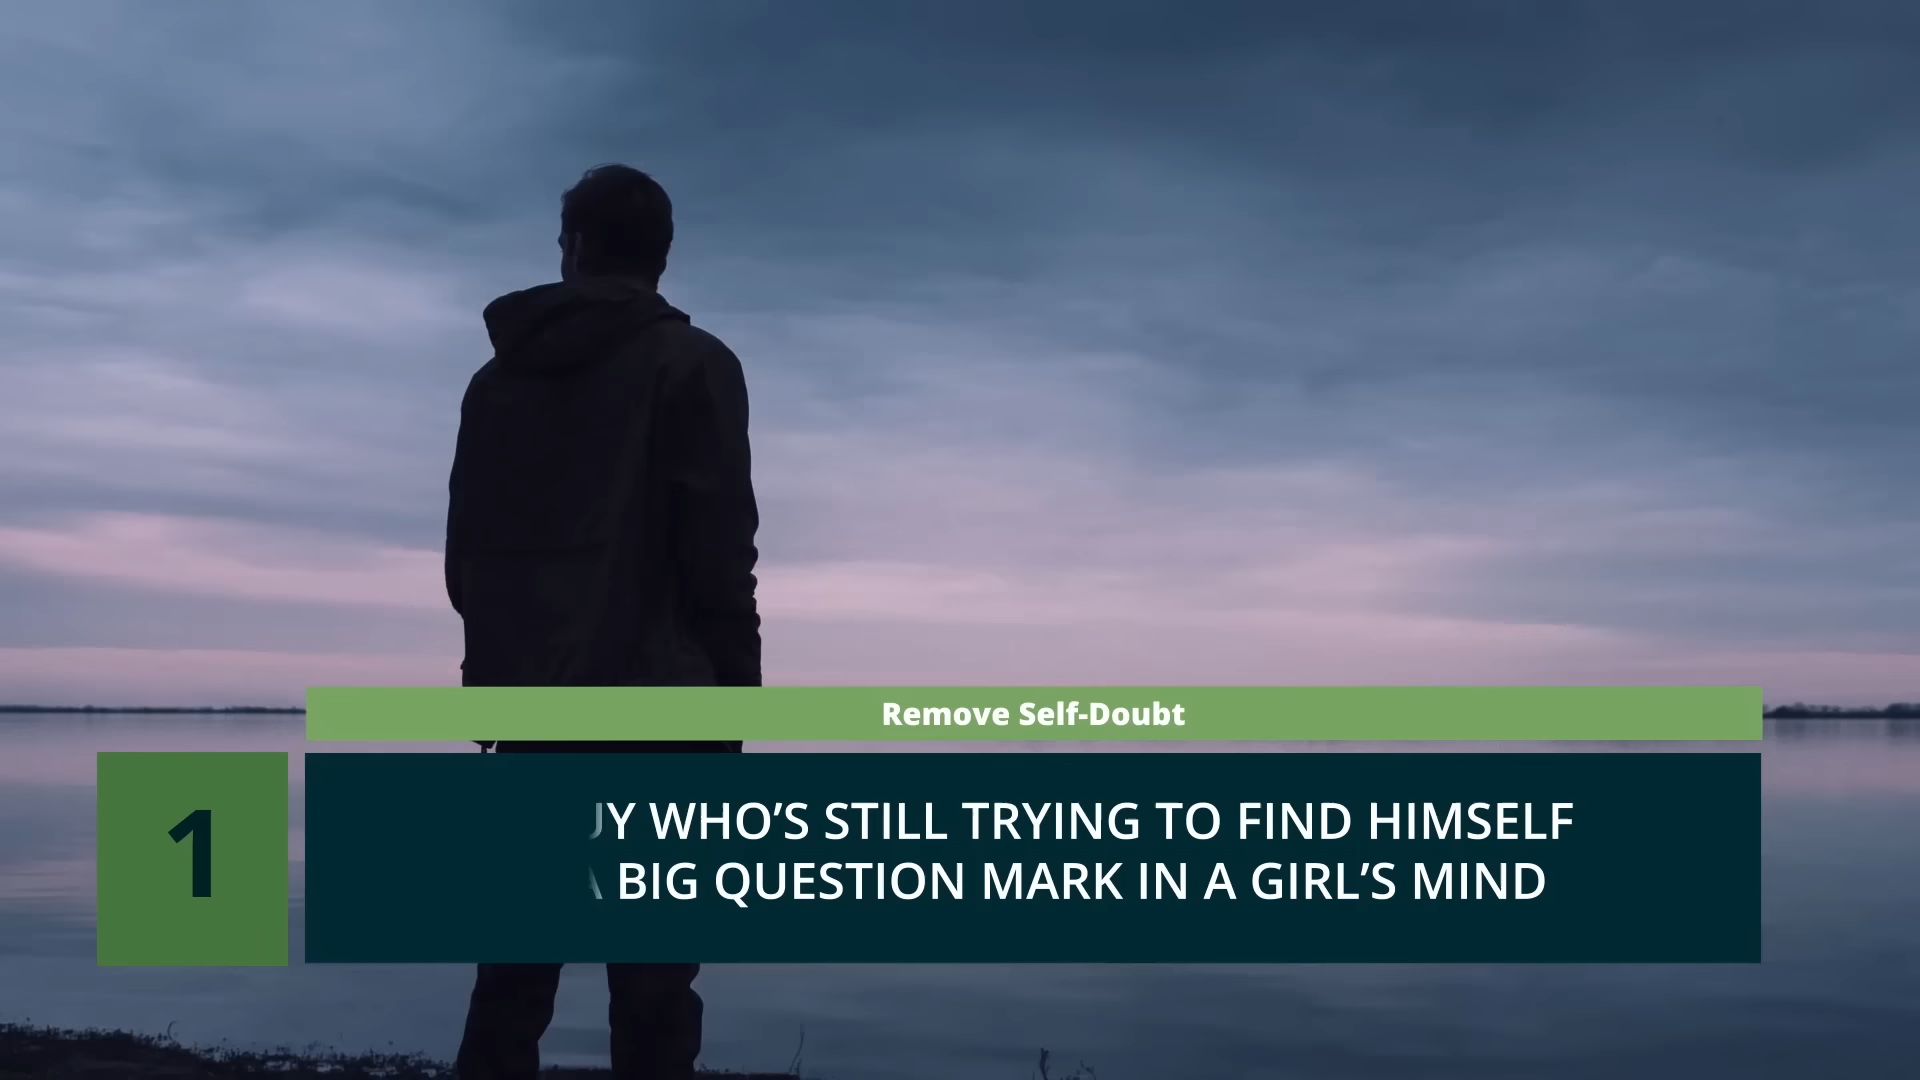 Remove Self-Doubt
1
WHO’S STILL TRYING TO FIND HIMSELF
BIG QUESTION MARK IN A GIRL’S MIND